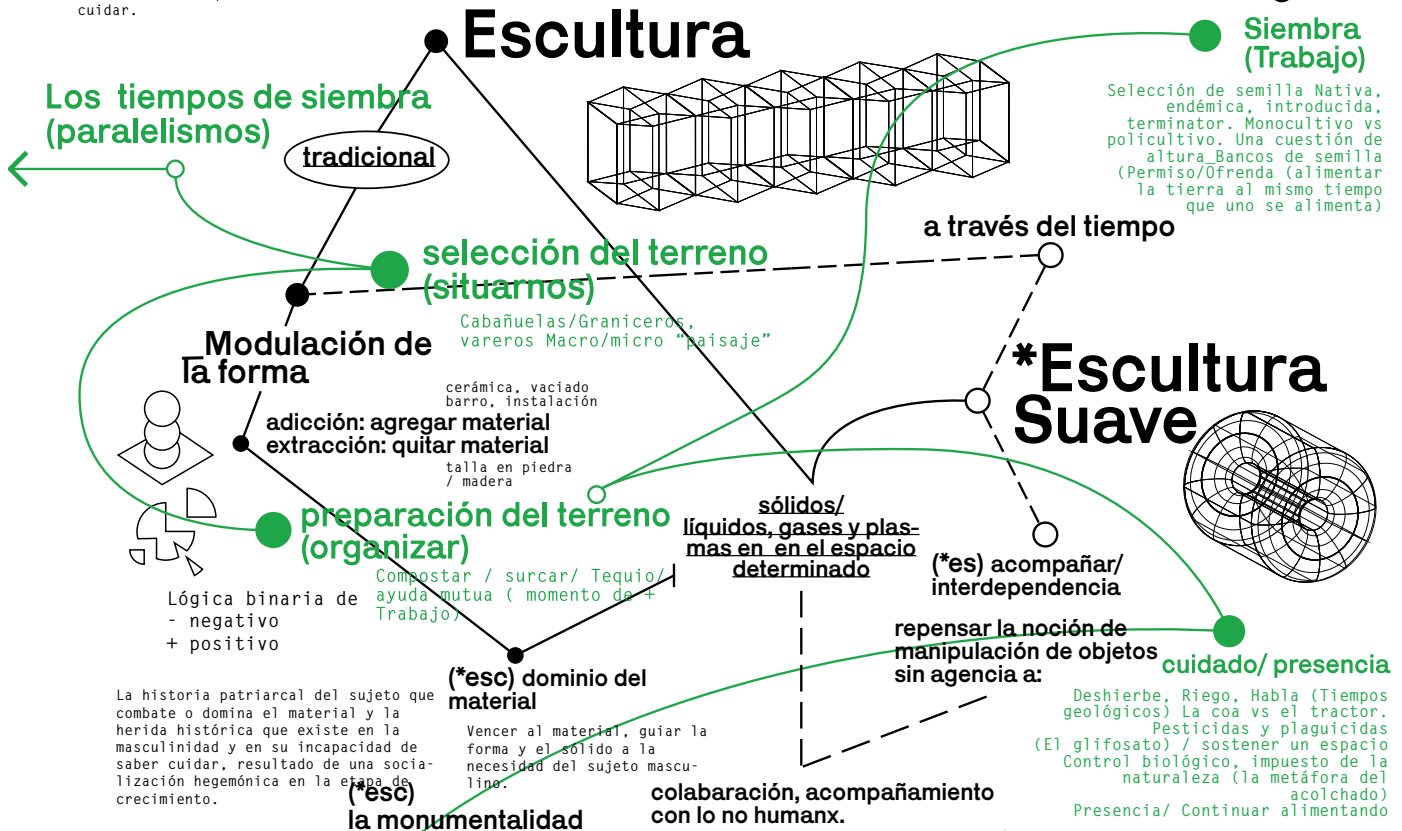 cuidar.
Escultura
Siembra
(Trabajo)
Selección de semilla Nativa,
endémica, introducida,
terminator. Monocultivo vs
policultivo. Una cuestión de
altura_Bancos de semilla
(Permiso/Ofrenda (alimentar
la tierra al mismo tiempo
que uno se alimenta)
Los tiempos de siembra
(paralelismos)
tradicional
a través del tiempo
selección del terreno
(situarnos)
Cabañuelas/Graniceros,
vareros Macro/micro “paisaje”
Modulación de
la forma
*Escultura
Suave
cerámica, vaciado
barro, instalación
adicción: agregar material
extracción: quitar material
talla en piedra
/ madera
preparación del terreno
(organizar)
Compostar / surcar/ Tequio/
ayuda mutua ( momento de +
Trabajo)
sólidos/
líquidos, gases y plas-
mas en en el espacio
determinado
(*es) acompañar/
interdependencia
Lógica binaria de
- negativo
+ positivo
repensar la noción de
manipulación de objetos
sin agencia a:
cuidado/ presencia
Deshierbe, Riego, Habla (Tiempos
geológicos) La coa vs el tractor.
Pesticidas y plaguicidas
(El glifosato) / sostener un espacio
Control biológico, impuesto de la
naturaleza (la metáfora del
acolchado)
Presencia/ Continuar alimentando
(*esc) dominio del
material
Vencer al material, guiar la
forma y el sólido a la
necesidad del sujeto mascu-
lino.
La historia patriarcal del sujeto que
combate o domina el material y la
herida histórica que existe en la
masculinidad y en su incapacidad de
saber cuidar, resultado de una socia-
lización hegemónica en la etapa de
crecimiento.
(*esc)
la monumentalidad
colabaración, acompañamiento
con lo no humanx.